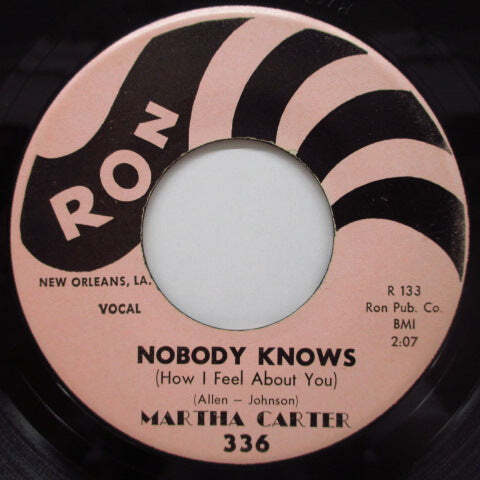 RON
NEW ORLEANS, LA.
VOCAL
R 133
Ron Pub. Co.
BMI
2:07
NOBODY KNOWS
(How I Feel About You)
(Allen – Johnson)
MARTHA CARTER
336